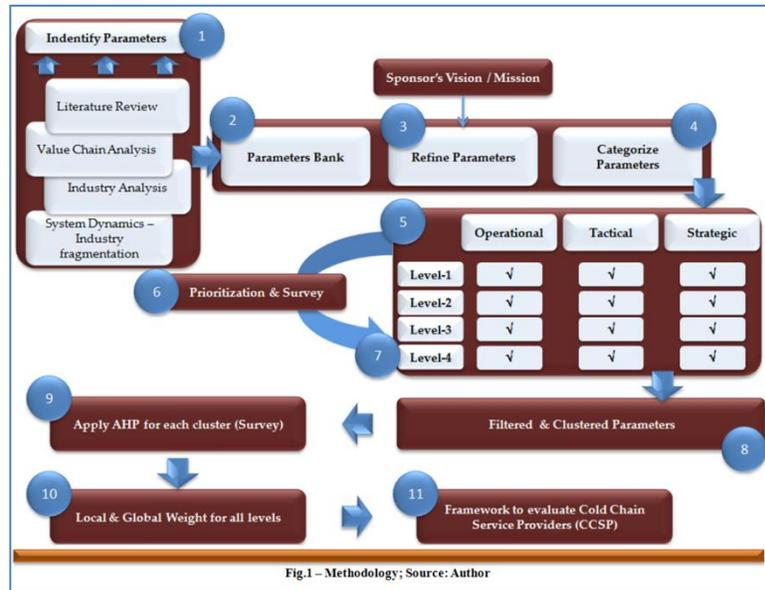 Indentify Parameters
1
Literature Review
Value Chain Analysis
Industry Analysis
System Dynamics –
Industry
fragmentation
Sponsor's Vision / Mission
2
Parameters Bank
3
Refine Parameters
4
Categorize
Parameters
5
Operational Tactical Strategic
Level-1 √ √ √
Level-2 √ √ √
Level-3 √ √ √
Level-4 √ √ √
6
Prioritization & Survey
7
Filtered & Clustered Parameters
8
9
Apply AHP for each cluster (Survey)
10
Local & Global Weight for all levels
11
Framework to evaluate Cold Chain
Service Providers (CCSP)
Fig.1 – Methodology; Source: Author